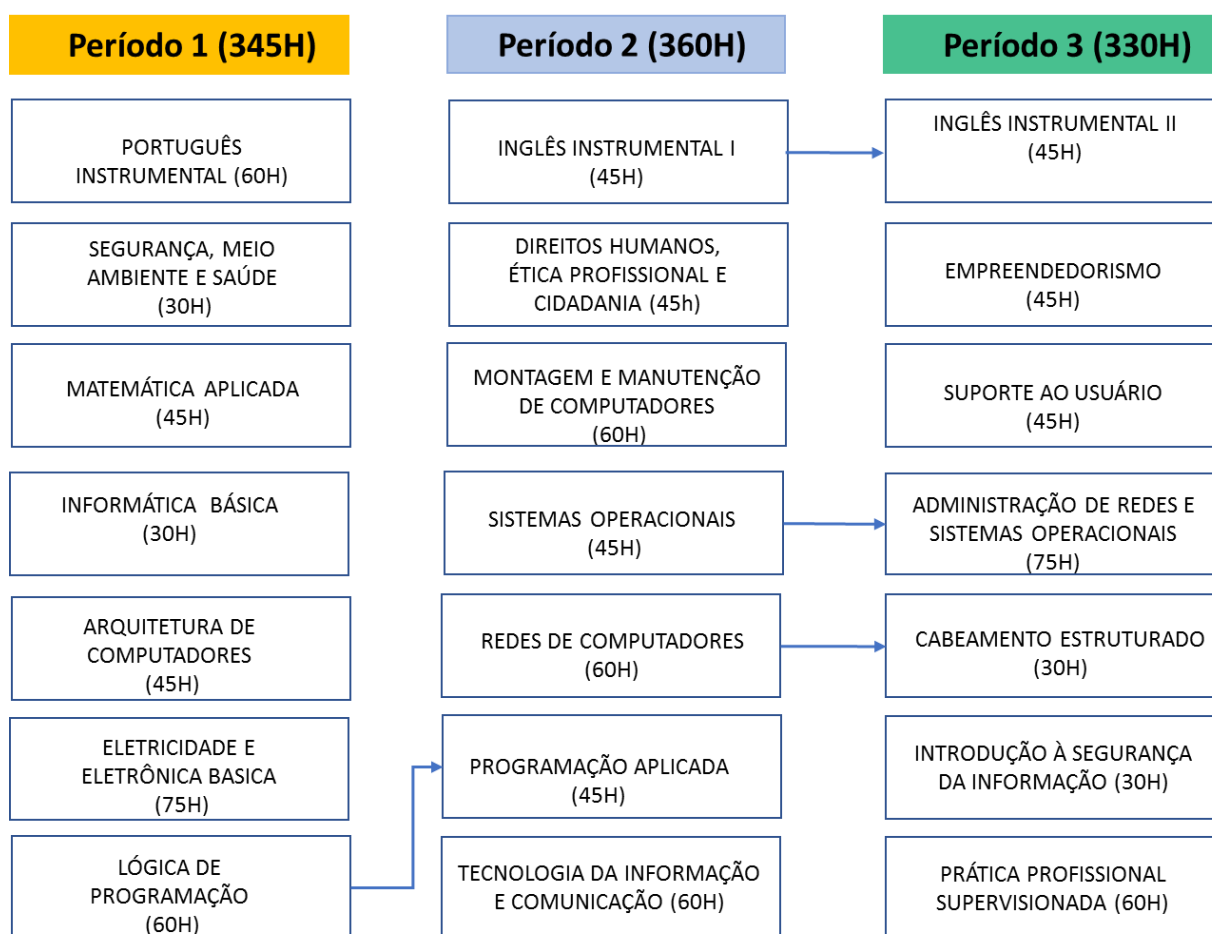 Período 1 (345H)
PORTUGUÊS
INSTRUMENTAL (60H)
SEGURANÇA, MEIO
AMBIENTE E SAÚDE
(30H)
MATEMÁTICA APLICADA
(45H)
INFORMÁTICA BÁSICA
(30H)
ARQUITETURA DE
COMPUTADORES
(45H)
ELETRICIDADE E
ELETRÔNICA BASICA
(75H)
LÓGICA DE
PROGRAMAÇÃO
(60H)
Período 2 (360H)
INGLÊS INSTRUMENTAL I
(45H)
DIREITOS HUMANOS,
ÉTICA PROFISSIONAL E
CIDADANIA (45h)
MONTAGEM E MANUTENÇÃO
DE COMPUTADORES
(60H)
SISTEMAS OPERACIONAIS
(45H)
REDES DE COMPUTADORES
(60H)
PROGRAMAÇÃO APLICADA
(45H)
TECNOLOGIA DA INFORMAÇÃO
E COMUNICAÇÃO (60H)
Período 3 (330H)
INGLÊS INSTRUMENTAL II
(45H)
EMPREENDEDORISMO
(45H)
SUPORTE AO USUÁRIO
(45H)
ADMINISTRAÇÃO DE REDES E
SISTEMAS OPERACIONAIS
(75H)
CABEAMENTO ESTRUTURADO
(30H)
INTRODUÇÃO À SEGURANÇA
DA INFORMAÇÃO (30H)
PRÁTICA PROFISSIONAL
SUPERVISIONADA (60H)